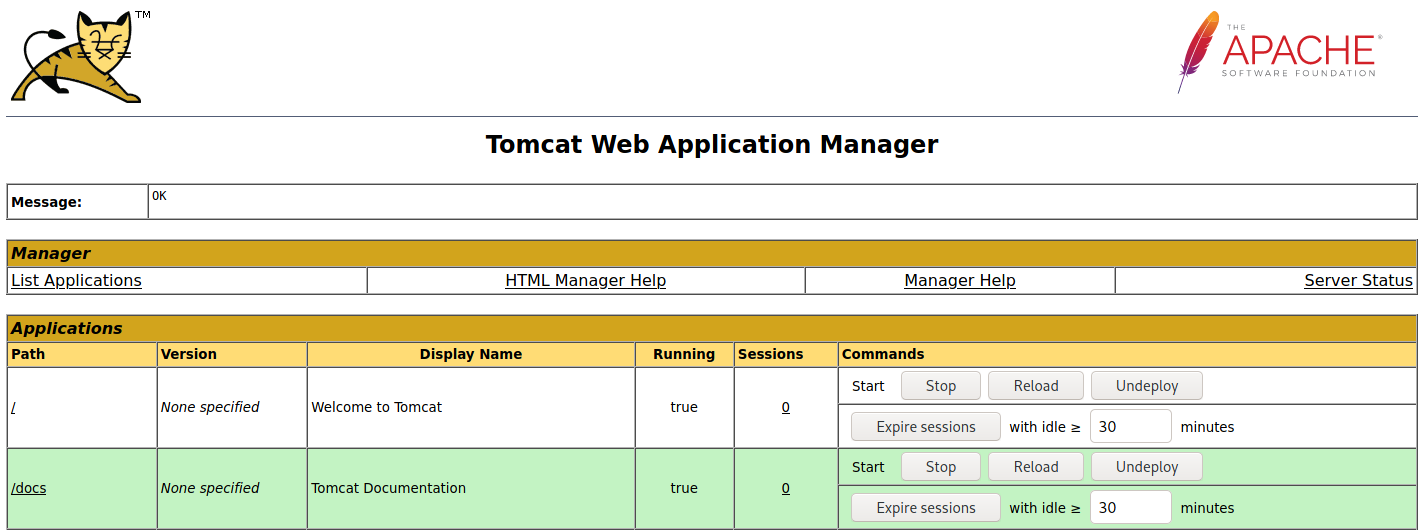 TM
THE
APACHE®
SOFTWARE FOUNDATION
Tomcat Web Application Manager
Message: OK
Manager
List Applications HTML Manager Help Manager Help Server Status
Applications
Path Version Display Name Running Sessions Commands
Start Stop Reload Undeploy
/ None specified Welcome to Tomcat true 0
Expire sessions with idle ≥ 30 minutes
Start Stop Reload Undeploy
/docs None specified Tomcat Documentation true 0
Expire sessions with idle ≥ 30 minutes